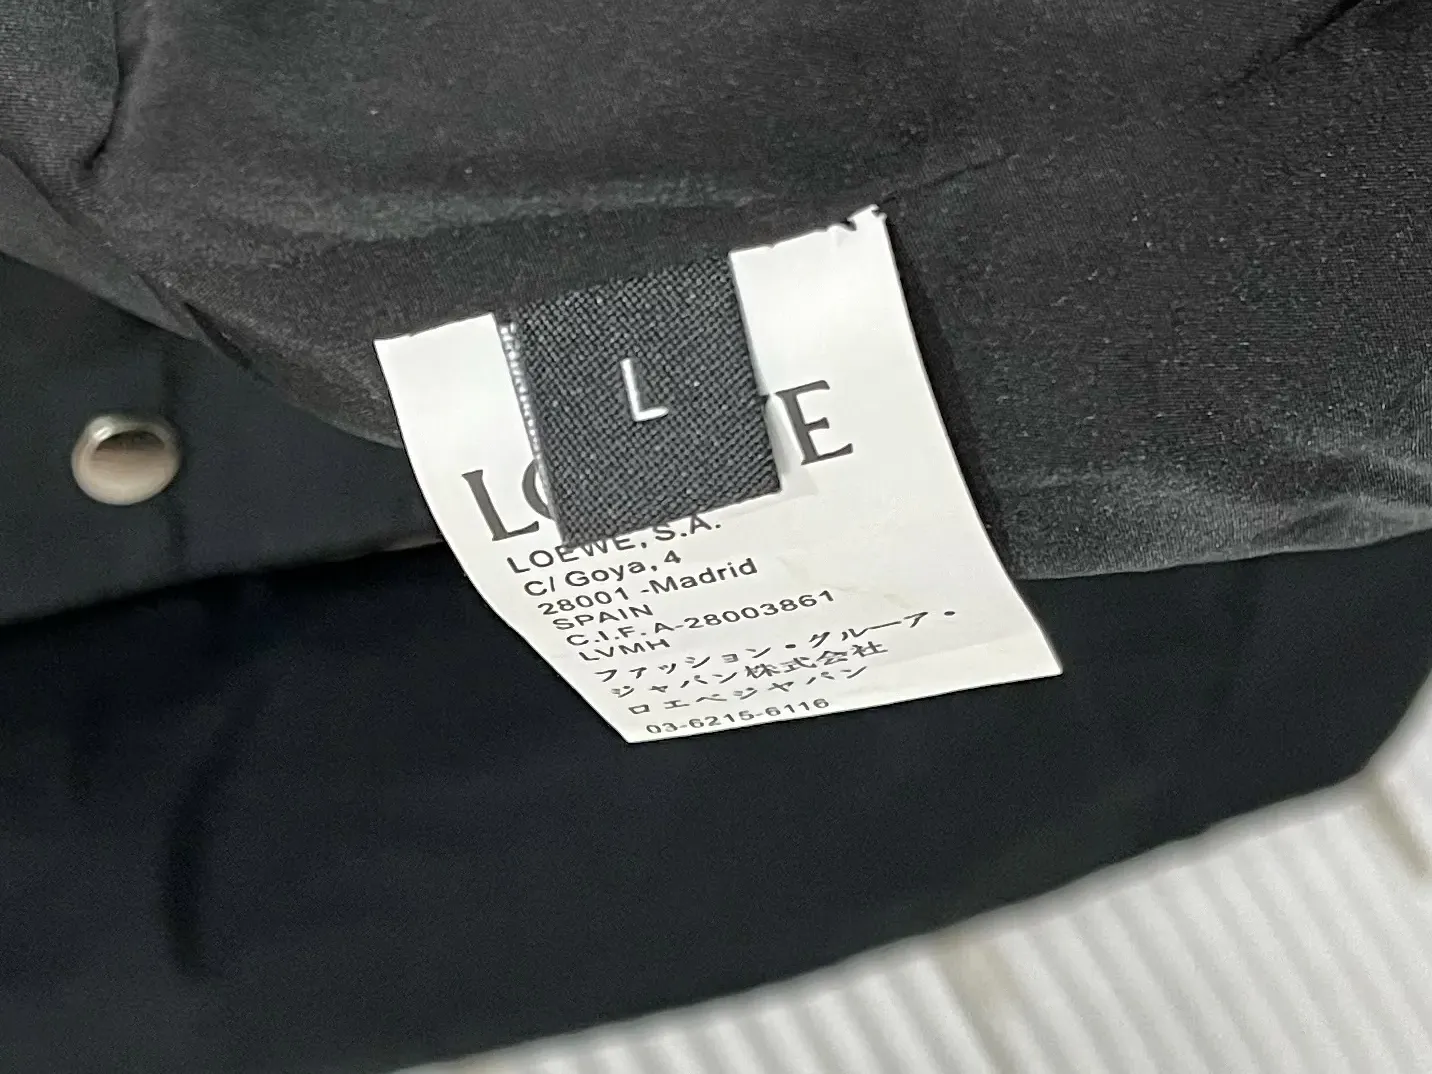 L
LOEWE
LOEWE, S.A.
C/ Goya, 4
28001 -Madrid
SPAIN
C.I.F. A-28003861
LVMH
ファッション・グループ・
ジャパン株式会社
ロエベジャパン
03-6215-6116